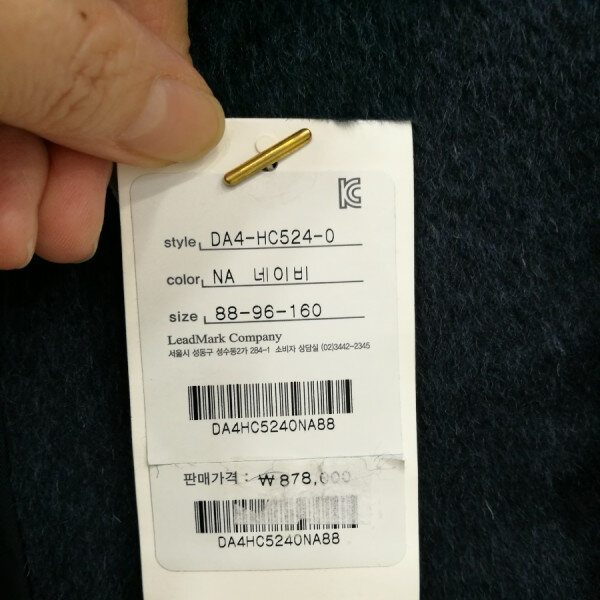 style DA4-HC524-0
color NA 네이비
size 88-96-160
LeadMark Company
서울시 성동구 성수동2가 284-1 소비자 상담실 (02)3442-2345
DA4HC5240NA88
판매가격 : ₩878,000
DA4HC5240NA88